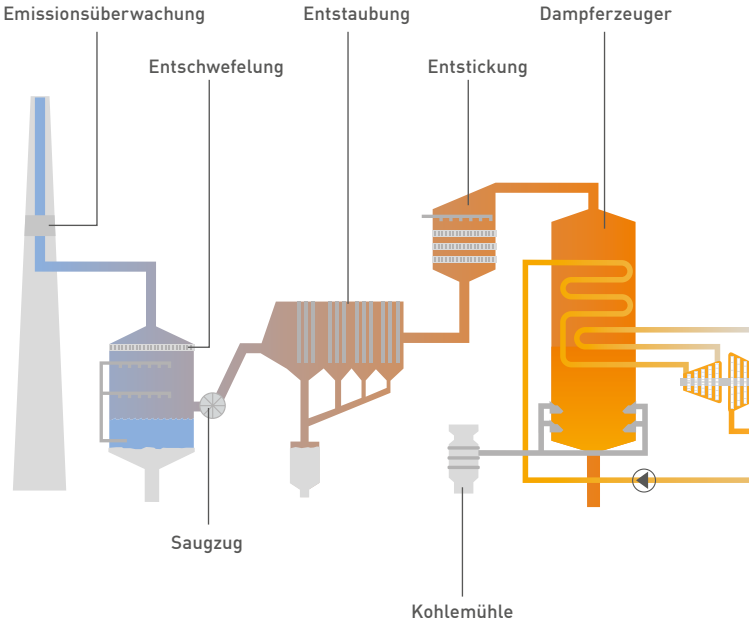 Emissionsüberwachung
Entstaubung
Dampferzeuger
Entschwefelung
Entstickung
Saugzug
Kohlemühle